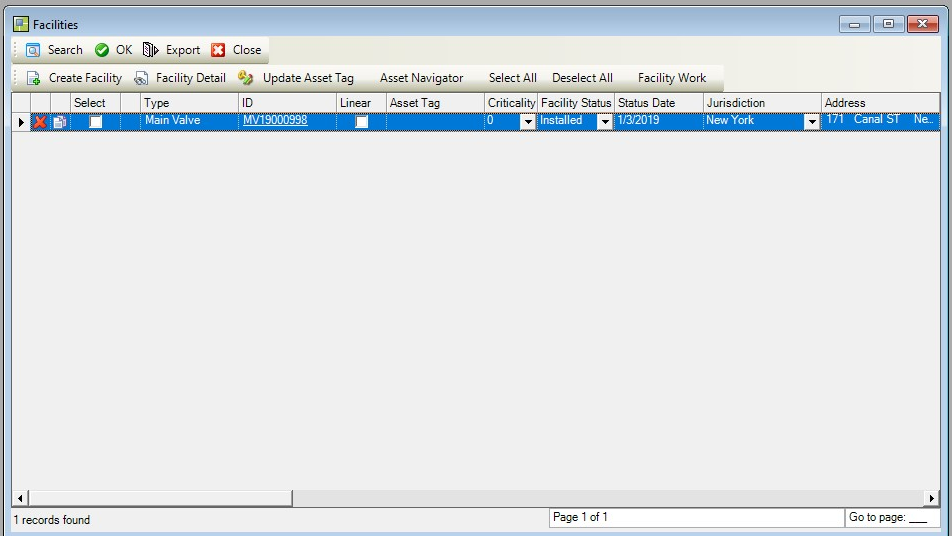 Facilities
Search OK Export Close
Create Facility Facility Detail Update Asset Tag Asset Navigator Select All Deselect All Facility Work
Select Type ID Linear Asset Tag Criticality Facility Status Status Date Jurisdiction Address
Main Valve MV19000998 0 Installed 1/3/2019 New York 171 Canal ST Ne...
1 records found Page 1 of 1 Go to page: ___